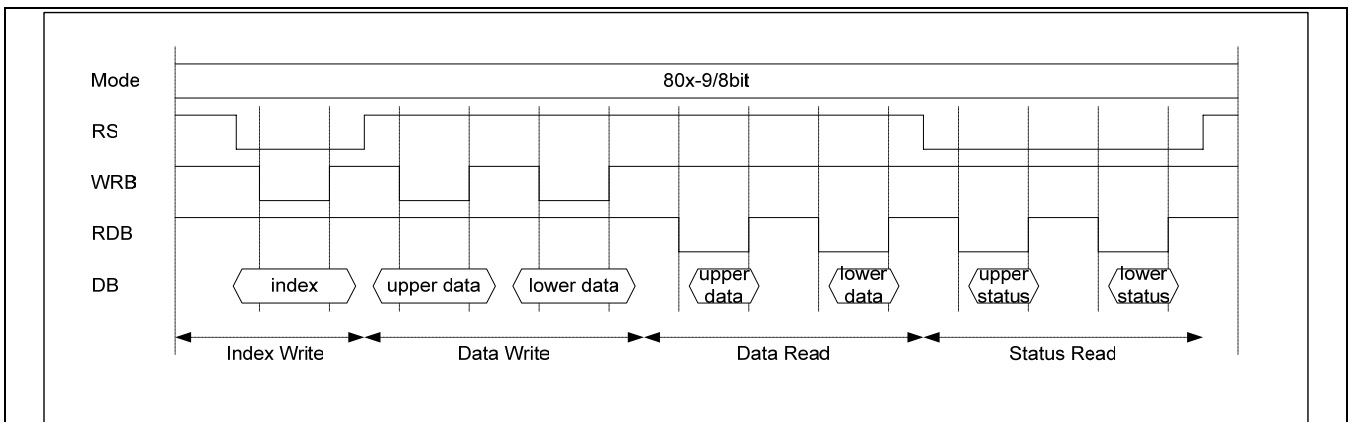 Mode 80x-9/8bit
RS
WRB
RDB
DB index upper data lower data upper data lower data upper status lower status
Index Write Data Write Data Read Status Read